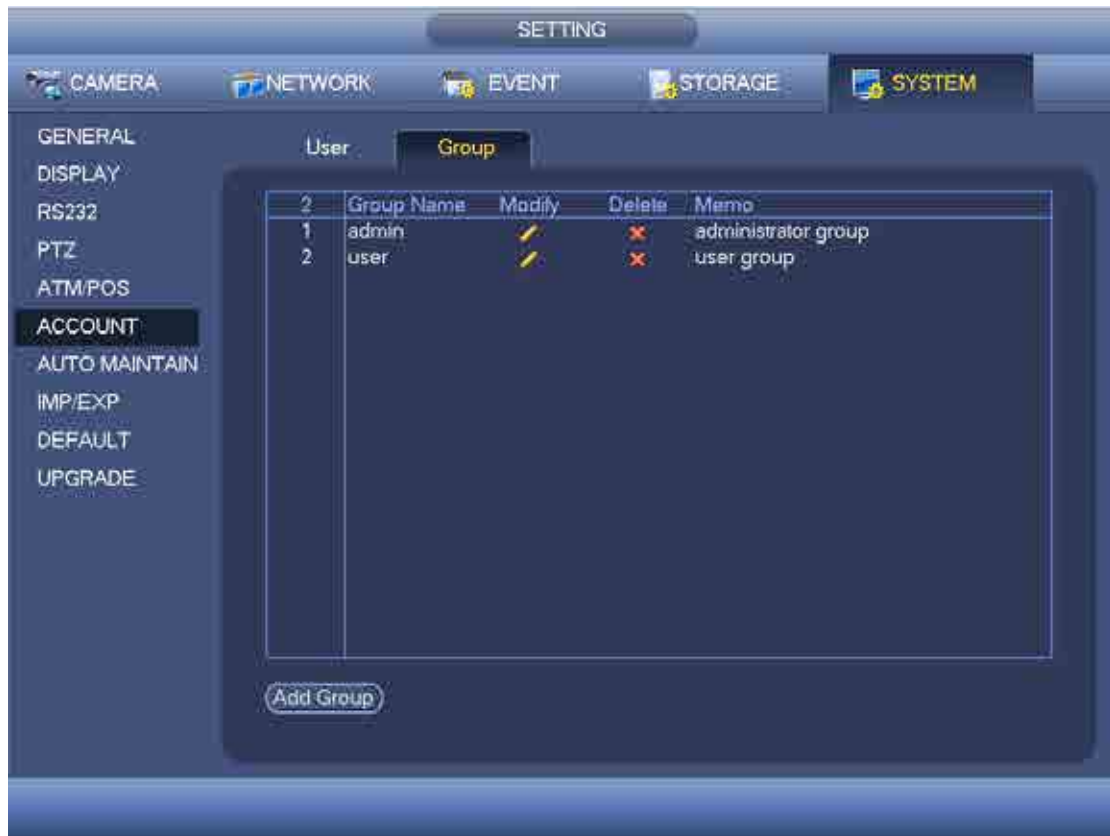 SETTING
CAMERA NETWORK EVENT STORAGE SYSTEM
GENERAL
DISPLAY
RS232
PTZ
ATM/POS
ACCOUNT
AUTO MAINTAIN
IMP/EXP
DEFAULT
UPGRADE
User Group
2 Group Name Modify Delete Memo
1 admin administrator group
2 user user group
Add Group